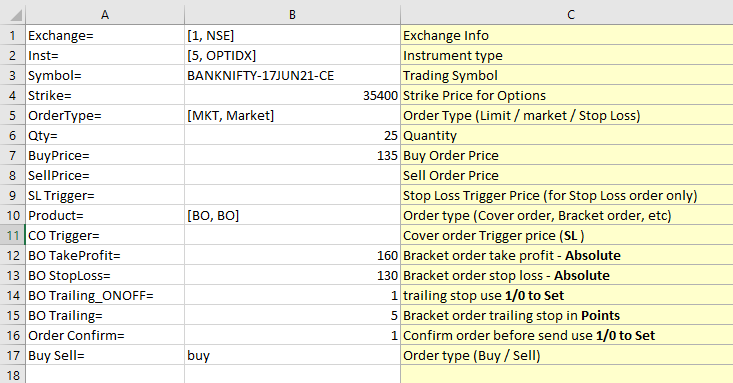 A B C
1 Exchange= [1, NSE] Exchange Info
2 Inst= [5, OPTIDX] Instrument type
3 Symbol= BANKNIFTY-17JUN21-CE Trading Symbol
4 Strike= 35400 Strike Price for Options
5 OrderType= [MKT, Market] Order Type (Limit / market / Stop Loss)
6 Qty= 25 Quantity
7 BuyPrice= 135 Buy Order Price
8 SellPrice= Sell Order Price
9 SL Trigger= Stop Loss Trigger Price (for Stop Loss order only)
10 Product= [BO, BO] Order type (Cover order, Bracket order, etc)
11 CO Trigger= Cover order Trigger price (SL )
12 BO TakeProfit= 160 Bracket order take profit - Absolute
13 BO StopLoss= 130 Bracket order stop loss - Absolute
14 BO Trailing_ONOFF= 1 trailing stop use 1/0 to Set
15 BO Trailing= 5 Bracket order trailing stop in Points
16 Order Confirm= 1 Confirm order before send use 1/0 to Set
17 Buy Sell= buy Order type (Buy / Sell)
18